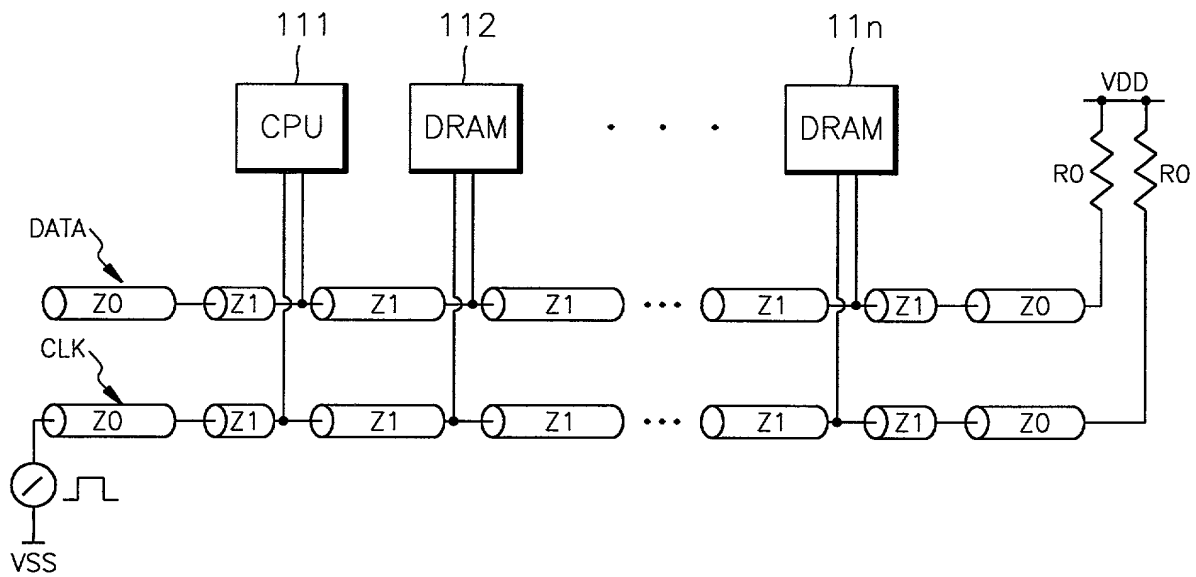 111 112 11n
VDD
CPU DRAM . . . DRAM
R0 R0
DATA
Z0 Z1 Z1 Z1 ... Z1 Z1 Z0
CLK
Z0 Z1 Z1 Z1 ... Z1 Z1 Z0
VSS